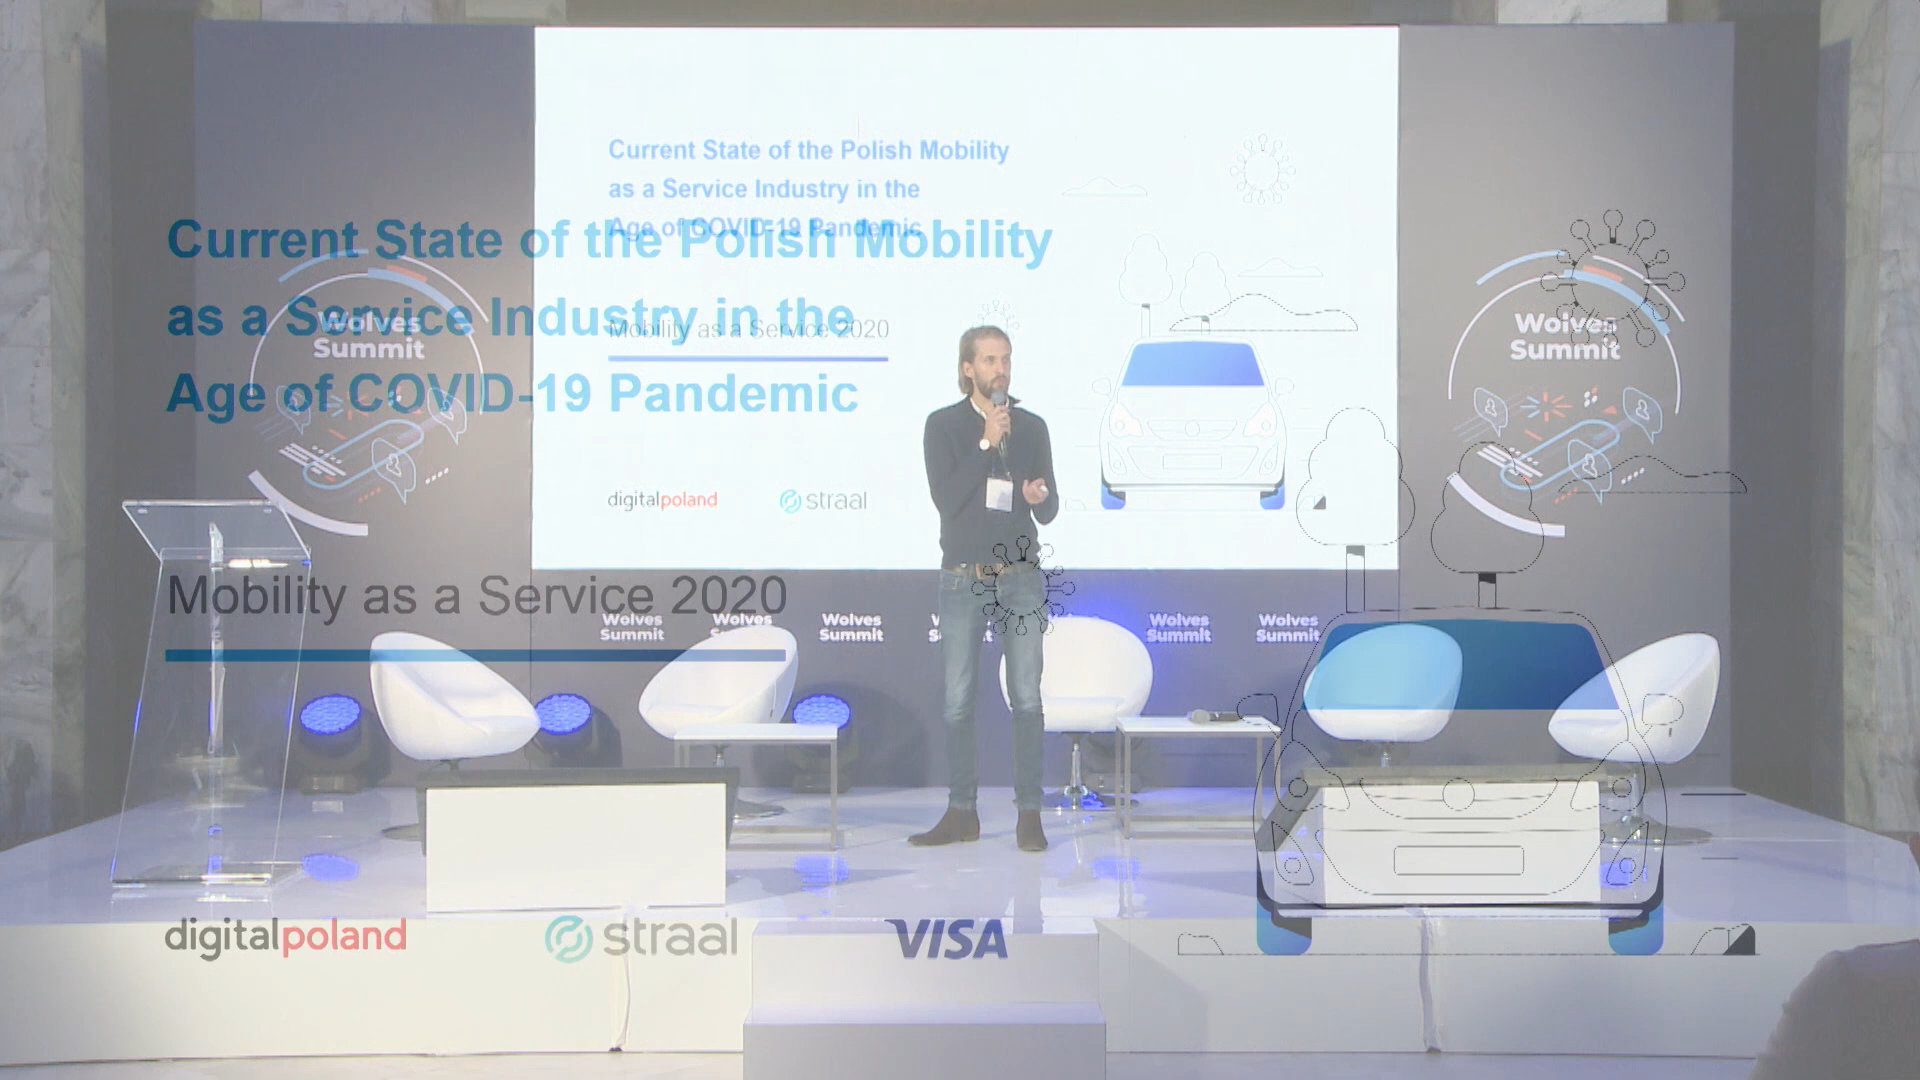 Current State of the Polish Mobility
as a Service Industry in the
Age of COVID-19 Pandemic
Mobility as a Service 2020
digitalpoland straal
Current State of the Polish Mobility
as a Service Industry in the
Age of COVID-19 Pandemic
Mobility as a Service 2020
digitalpoland straal VISA
Wolves
Summit
Wolves
Summit
Wolves
Summit
Wolves
Summit
Wolves
Summit
Wolves
Summit
Wolves
Summit